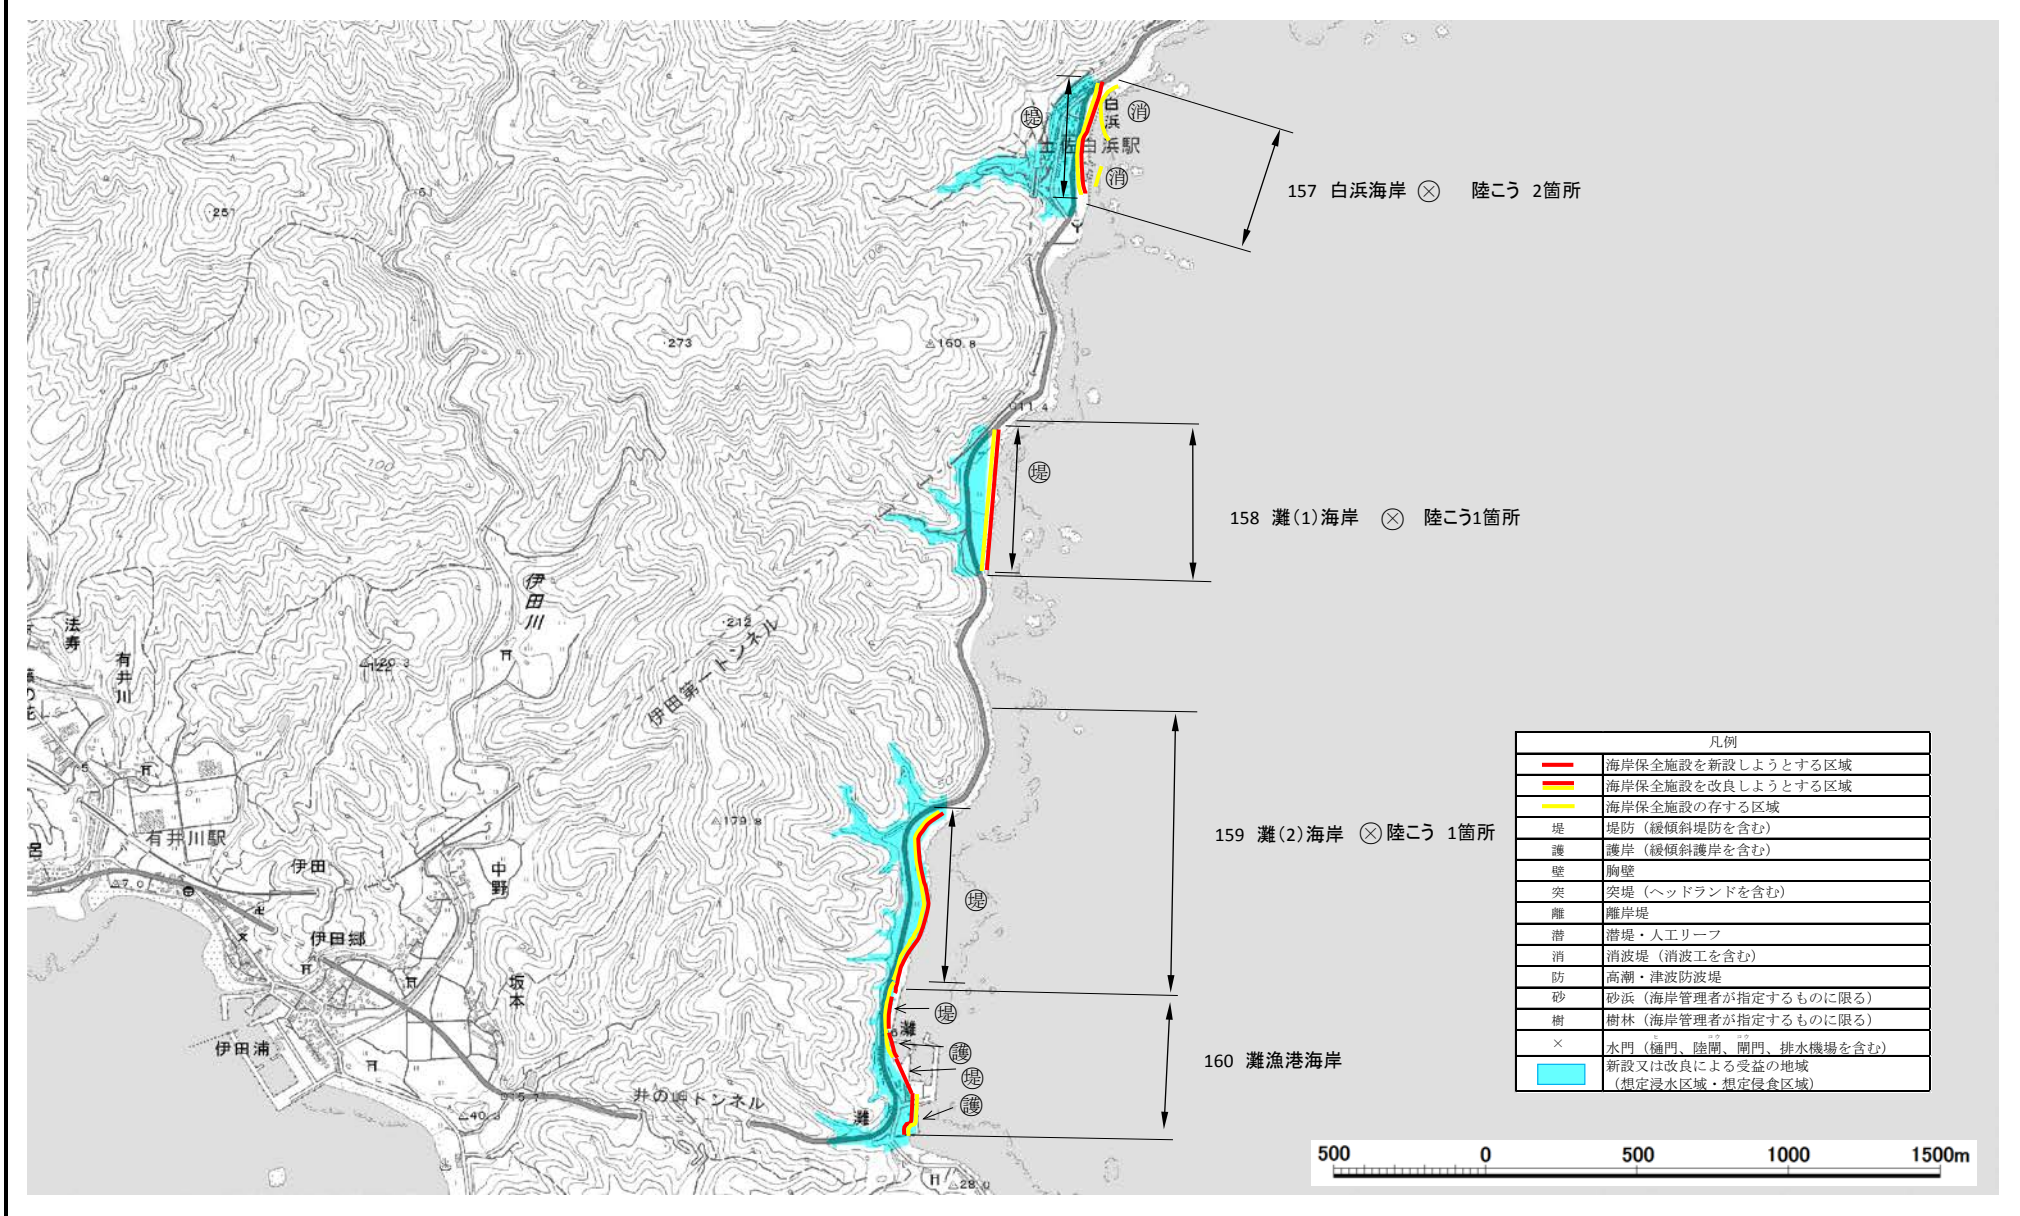 白浜
土佐白浜駅
堤
消
消
157 白浜海岸 ⊗ 陸こう 2箇所
・251
・273
△160.8
11.4
100
堤
158 灘(1)海岸 ⊗ 陸こう1箇所
伊田川
・212
伊田第一トンネル
法寿
有井川
△120.3
122
159 灘(2)海岸 ⊗ 陸こう 1箇所
△179.8
有井川駅
伊田
中野
△7.0
堤
伊田郷
坂本
堤
灘
護
伊田浦
160 灘漁港海岸
堤
護
井の岬トンネル
灘
△40.3
15.7
H
△28.0
凡例
海岸保全施設を新設しようとする区域
海岸保全施設を改良しようとする区域
海岸保全施設の存する区域
堤 堤防（緩傾斜堤防を含む）
護 護岸（緩傾斜護岸を含む）
壁 胸壁
突 突堤（ヘッドランドを含む）
離 離岸堤
潜 潜堤・人工リーフ
消 消波堤（消波工を含む）
防 高潮・津波防波堤
砂 砂浜（海岸管理者が指定するものに限る）
樹 樹林（海岸管理者が指定するものに限る）
× 水門（樋門、陸閘、閘門、排水機場を含む）
新設又は改良による受益の地域
（想定浸水区域・想定侵食区域）
500 0 500 1000 1500m